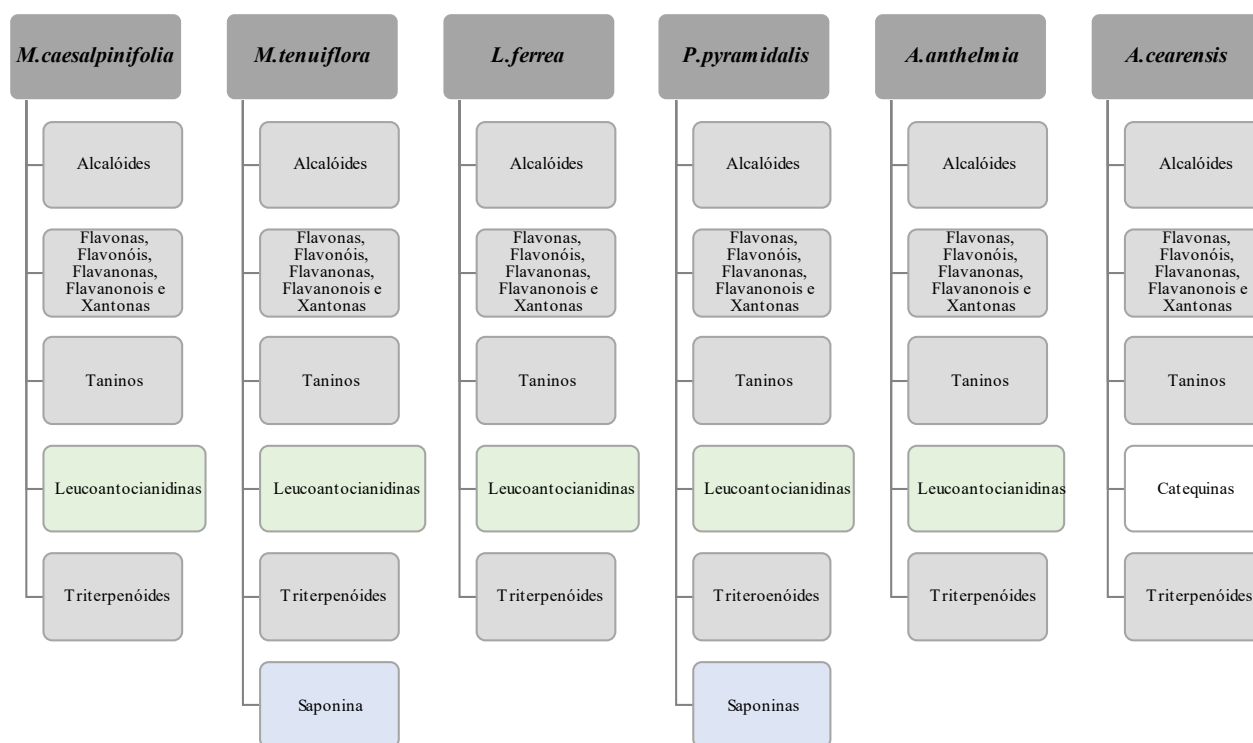 M.caesalpinifolia
Alcalóides
Flavonas,
Flavonóis,
Flavanonas,
Flavanonois e
Xantonas
Taninos
Leucoantocianidinas
Triterpenóides
M.tenuiflora
Alcalóides
Flavonas,
Flavonóis,
Flavanonas,
Flavanonois e
Xantonas
Taninos
Leucoantocianidinas
Triterpenóides
Saponina
L.ferrea
Alcalóides
Flavonas,
Flavonóis,
Flavanonas,
Flavanonois e
Xantonas
Taninos
Leucoantocianidinas
Triterpenóides
P.pyramidalis
Alcalóides
Flavonas,
Flavonóis,
Flavanonas,
Flavanonois e
Xantonas
Taninos
Leucoantocianidinas
Triteroenóides
Saponinas
A.anthelmia
Alcalóides
Flavonas,
Flavonóis,
Flavanonas,
Flavanonois e
Xantonas
Taninos
Leucoantocianidinas
Triterpenóides
A.cearensis
Alcalóides
Flavonas,
Flavonóis,
Flavanonas,
Flavanonois e
Xantonas
Taninos
Catequinas
Triterpenóides